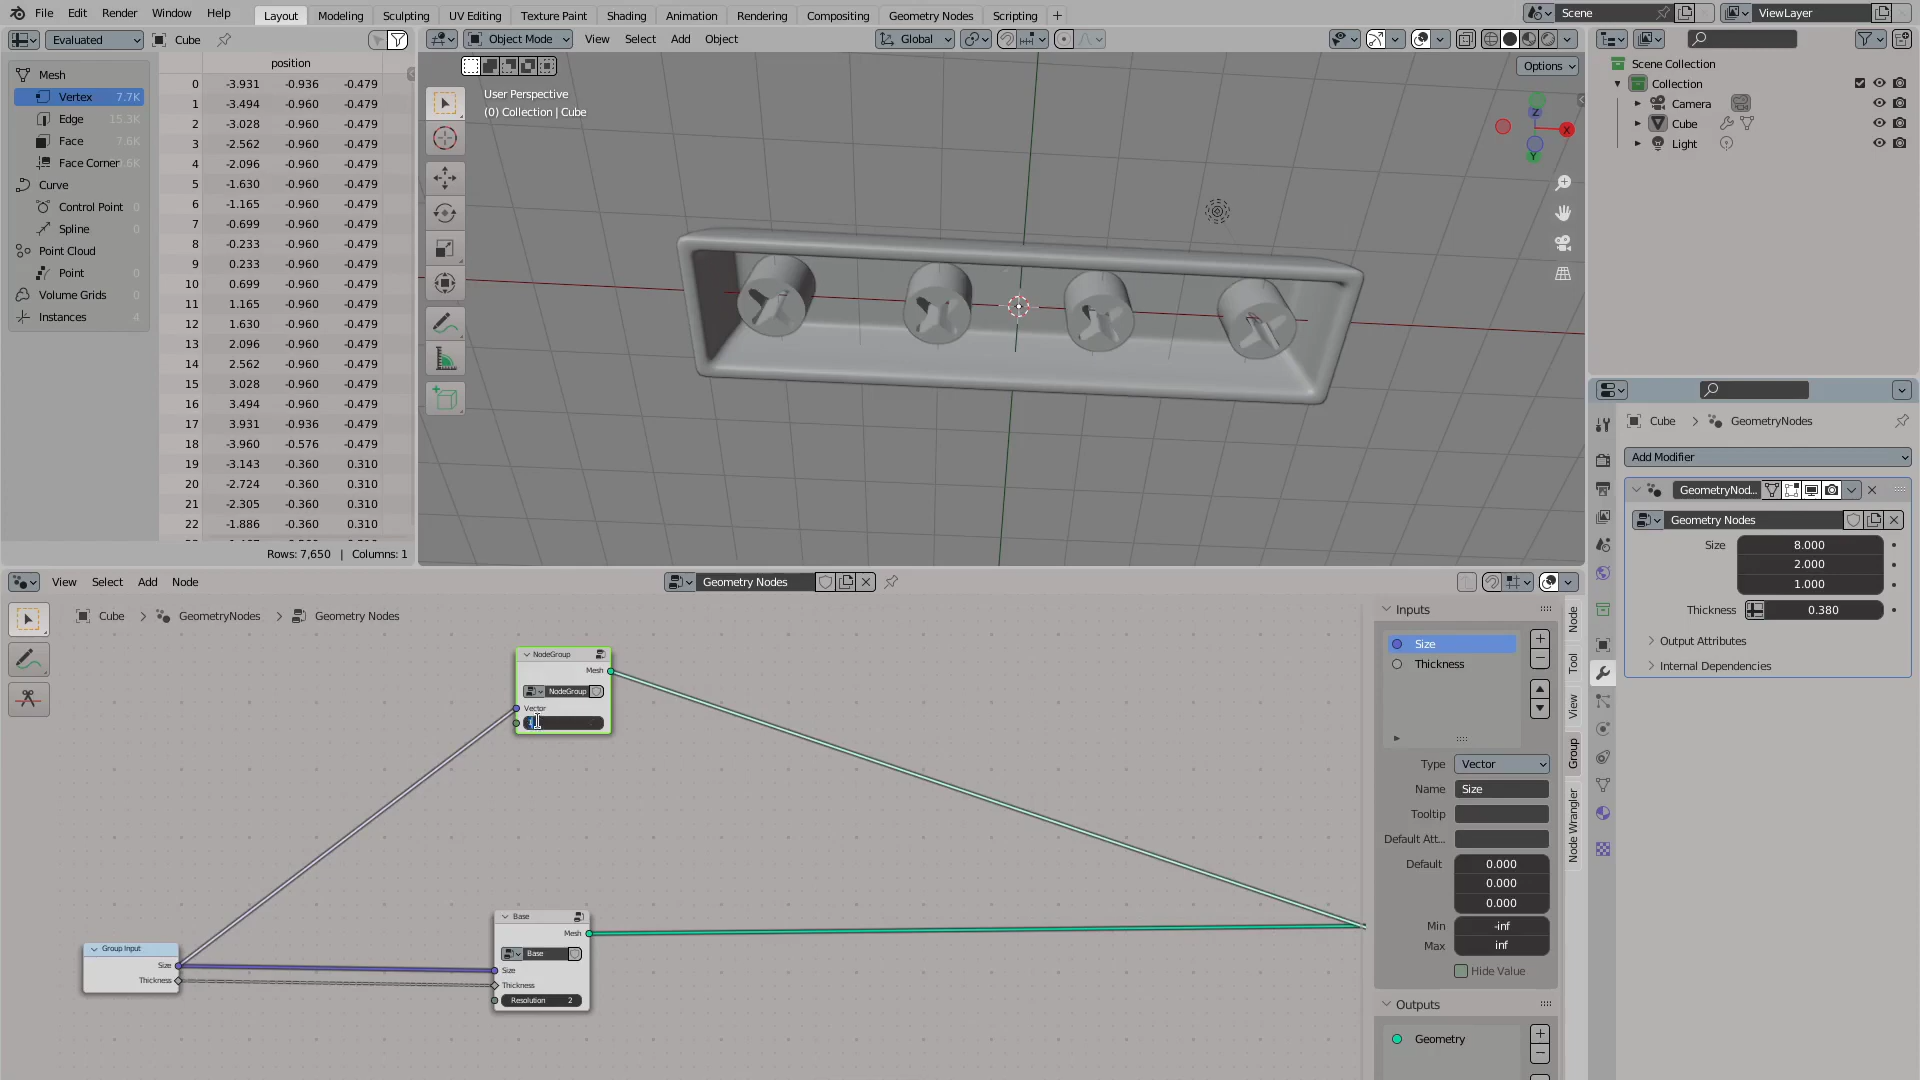 File Edit Render Window Help Layout Modeling Sculpting UV Editing Texture Paint Shading Animation Rendering Compositing Geometry Nodes Scripting + Scene ViewLayer
Evaluated Cube
Object Mode View Select Add Object Global
Options
Mesh
Vertex 7.7K
Edge 15.3K
Face 7.6K
Face Corner
Curve
Control Point 0
Spline 0
Point Cloud
Point 0
Volume Grids 0
Instances 4
position
0 -3.931 -0.936 -0.479
1 -3.494 -0.960 -0.479
2 -3.028 -0.960 -0.479
3 -2.562 -0.960 -0.479
4 -2.096 -0.960 -0.479
5 -1.630 -0.960 -0.479
6 -1.165 -0.960 -0.479
7 -0.699 -0.960 -0.479
8 -0.233 -0.960 -0.479
9 0.233 -0.960 -0.479
10 0.699 -0.960 -0.479
11 1.165 -0.960 -0.479
12 1.630 -0.960 -0.479
13 2.096 -0.960 -0.479
14 2.562 -0.960 -0.479
15 3.028 -0.960 -0.479
16 3.494 -0.960 -0.479
17 3.931 -0.936 -0.479
18 -3.960 -0.576 -0.479
19 -3.143 -0.360 0.310
20 -2.724 -0.360 0.310
21 -2.305 -0.360 0.310
22 -1.886 -0.360 0.310
Rows: 7,650 | Columns: 1
User Perspective
(0) Collection | Cube
Z
X
Y
Scene Collection
Collection
Camera
Cube
Light
Cube > GeometryNodes
Add Modifier
GeometryNod...
Geometry Nodes
Size 8.000
2.000
1.000
Thickness 0.380
Output Attributes
Internal Dependencies
View Select Add Node Geometry Nodes
Cube > GeometryNodes > Geometry Nodes
NodeGroup
Mesh
NodeGroup
Vector
Group Input
Size
Thickness
Base
Mesh
Base
Size
Thickness
Resolution 2
Inputs
Size
Thickness
Type Vector
Name Size
Tooltip
Default Att...
Default 0.000
0.000
0.000
Min -inf
Max inf
Hide Value
Outputs
Geometry
Node
Tool
View
Group
Node Wrangler